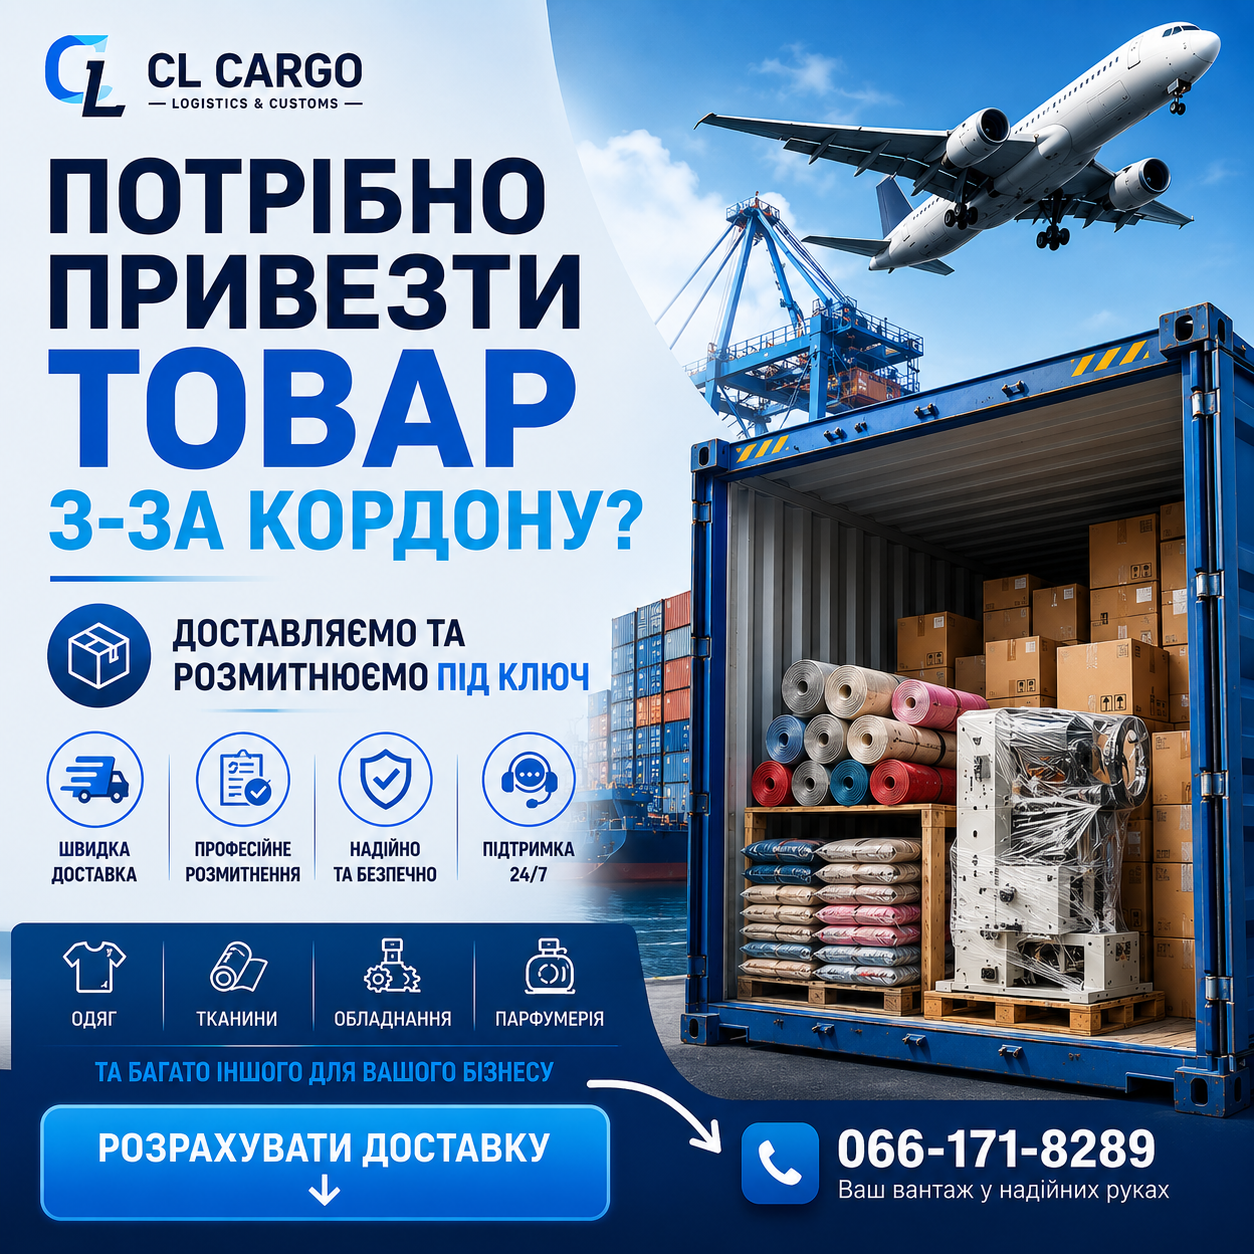 CL CARGO
LOGISTICS & CUSTOMS
ПОТРІБНО
ПРИВЕЗТИ
ТОВАР
З-ЗА КОРДОНУ?
ДОСТАВЛЯЄМО ТА
РОЗМИТНЮЄМО ПІД КЛЮЧ
ШВИДКА
ДОСТАВКА
ПРОФЕСІЙНЕ
РОЗМИТНЕННЯ
НАДІЙНО
ТА БЕЗПЕЧНО
ПІДТРИМКА
24/7
ОДЯГ
ТКАНИНИ
ОБЛАДНАННЯ
ПАРФУМЕРІЯ
ТА БАГАТО ІНШОГО ДЛЯ ВАШОГО БІЗНЕСУ
РОЗРАХУВАТИ ДОСТАВКУ
066-171-8289
Ваш вантаж у надійних руках